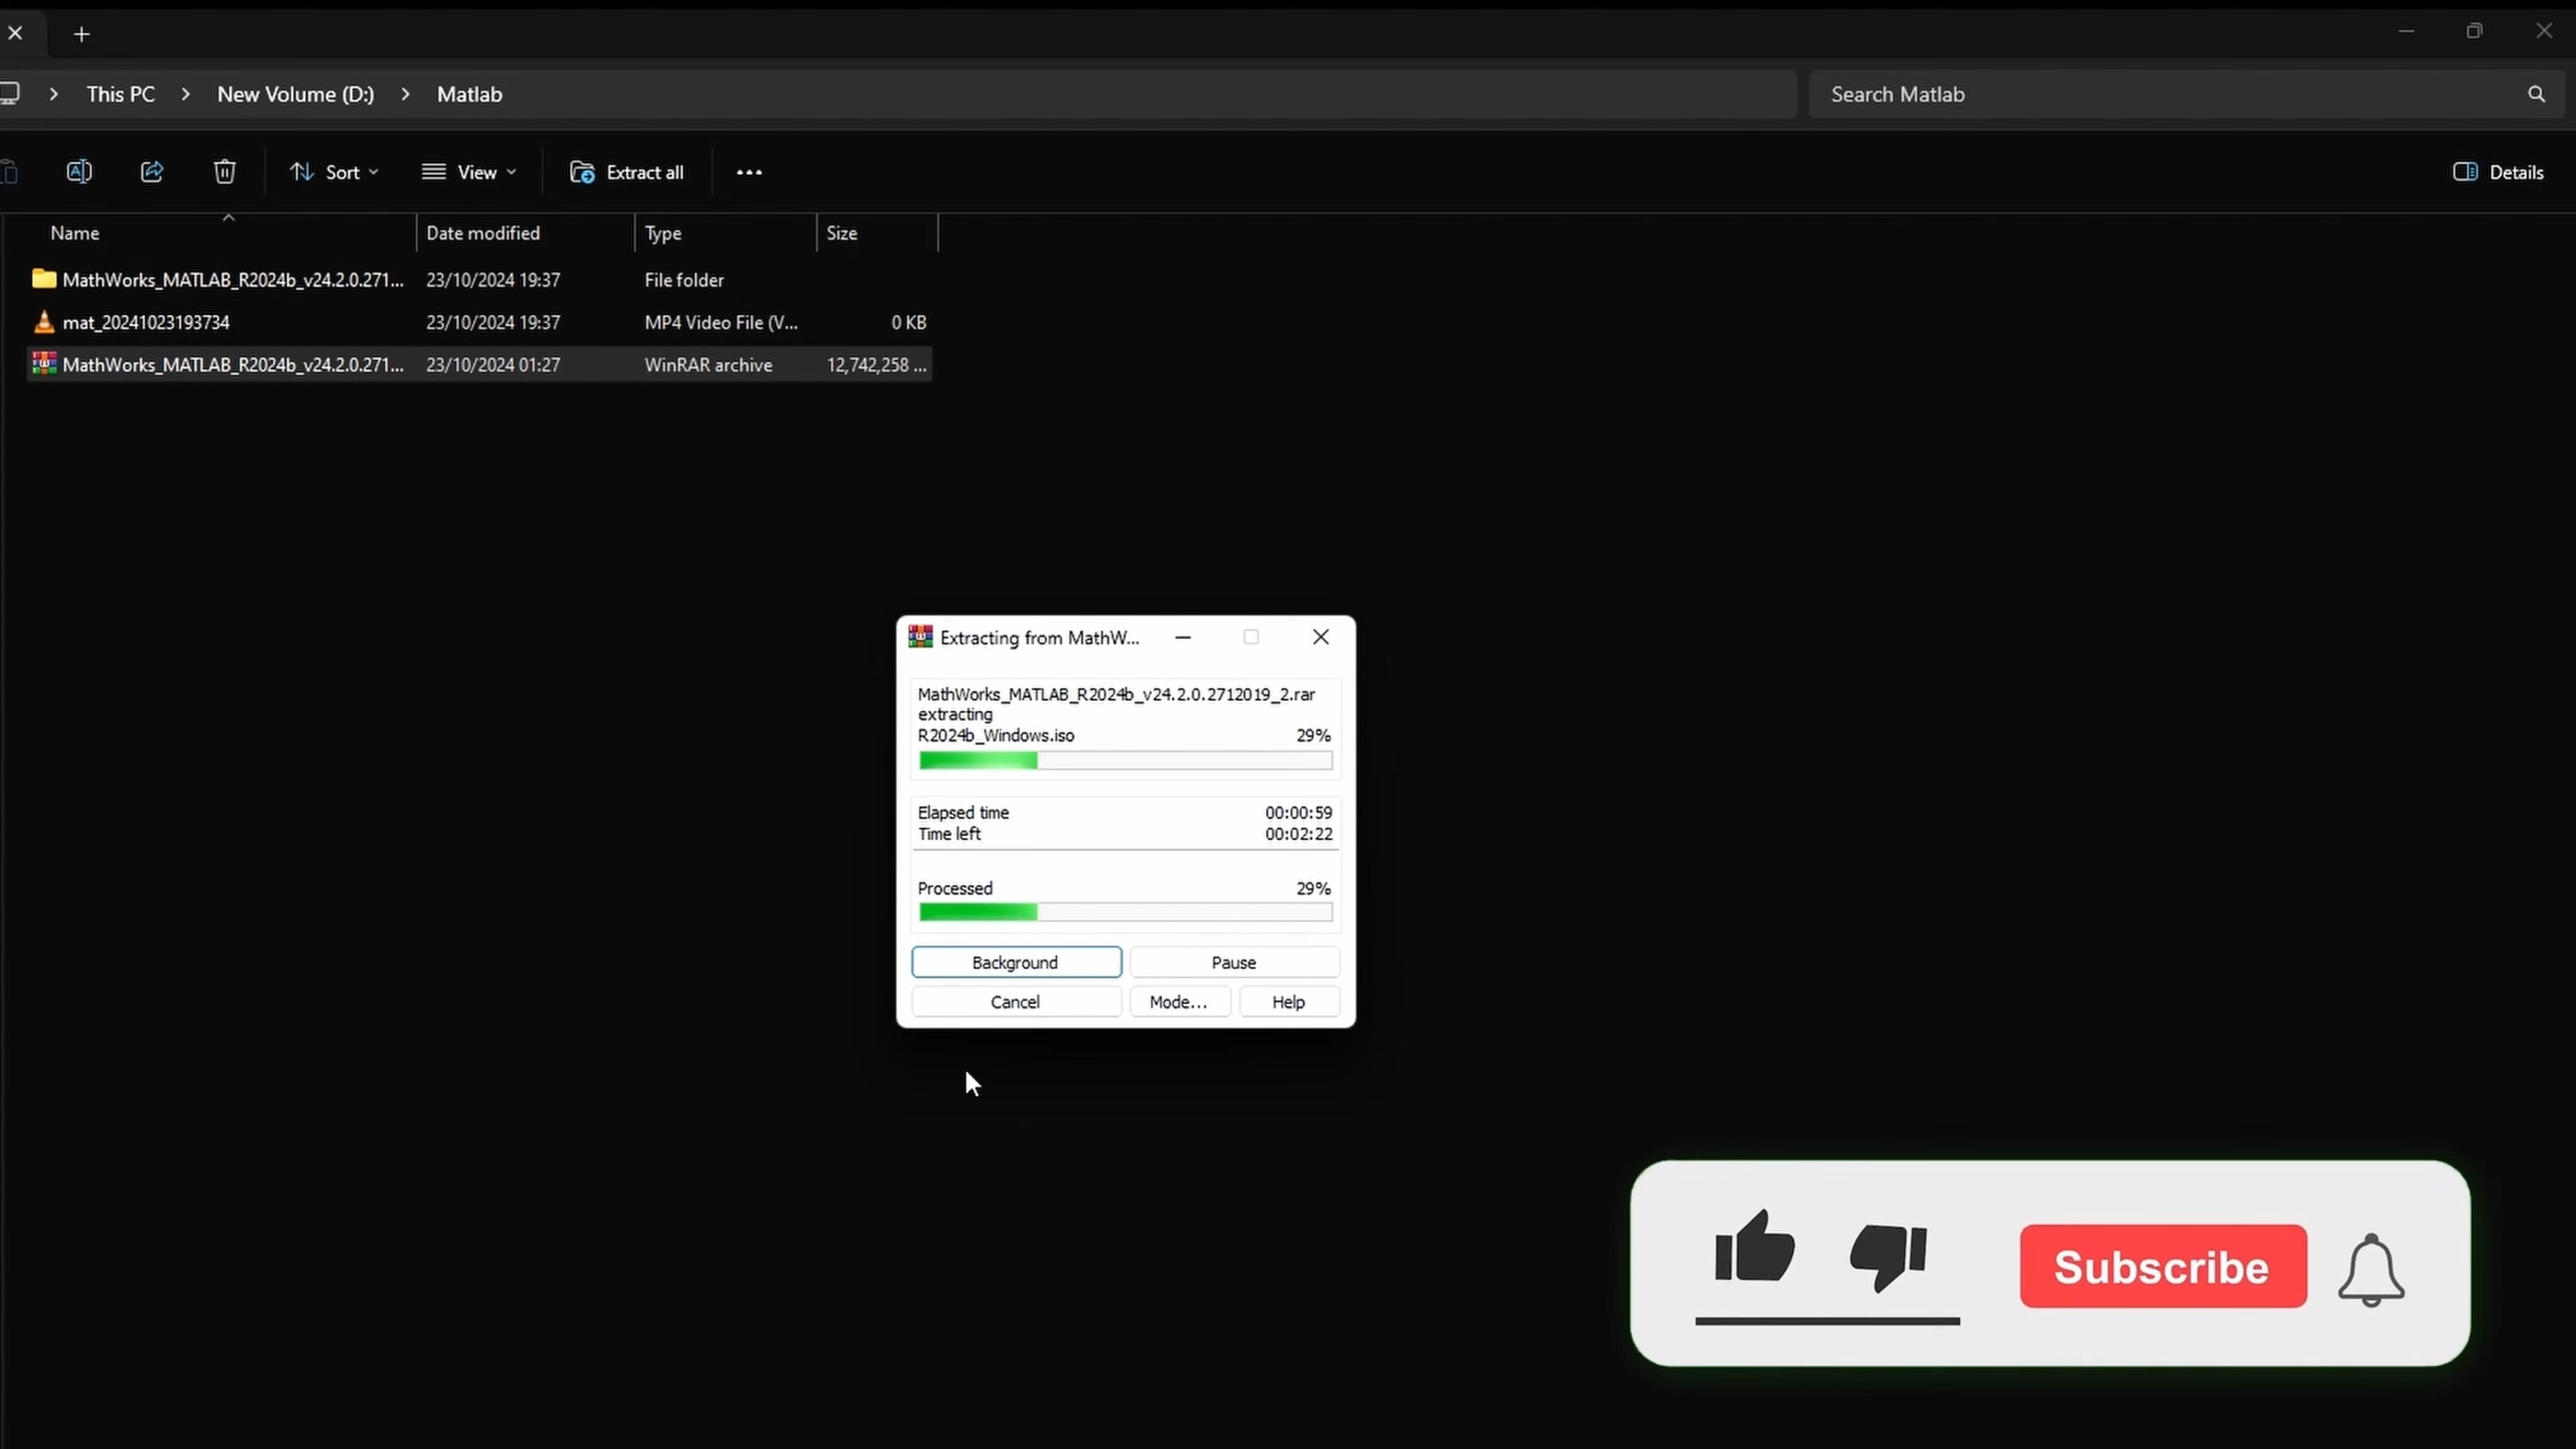 This PC > New Volume (D:) > Matlab
Search Matlab
Sort View Extract all ... Details
Name Date modified Type Size
MathWorks_MATLAB_R2024b_v24.2.0.271... 23/10/2024 19:37 File folder
mat_20241023193734 23/10/2024 19:37 MP4 Video File (V... 0 KB
MathWorks_MATLAB_R2024b_v24.2.0.271... 23/10/2024 01:27 WinRAR archive 12,742,258 ...
Extracting from MathW...
MathWorks_MATLAB_R2024b_v24.2.0.2712019_2.rar
extracting
R2024b_Windows.iso 29%
Elapsed time 00:00:59
Time left 00:02:22
Processed 29%
Background Pause
Cancel Mode... Help
Subscribe